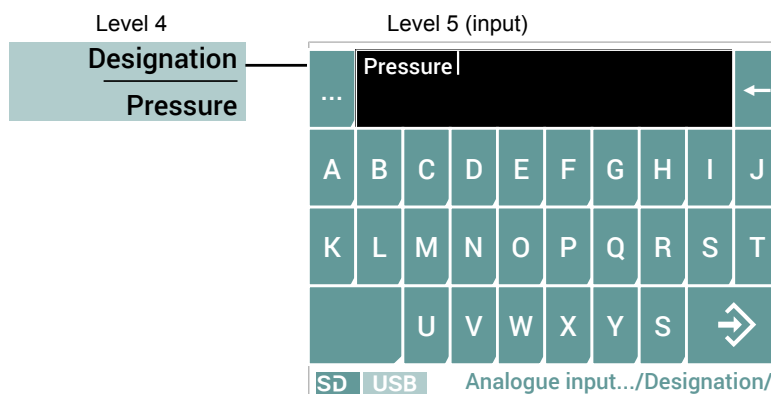 Level 4
Level 5 (input)
Designation
Pressure
Pressure
...
A B C D E F G H I J
K L M N O P Q R S T
U V W X Y S
SD USB Analogue input.../Designation/